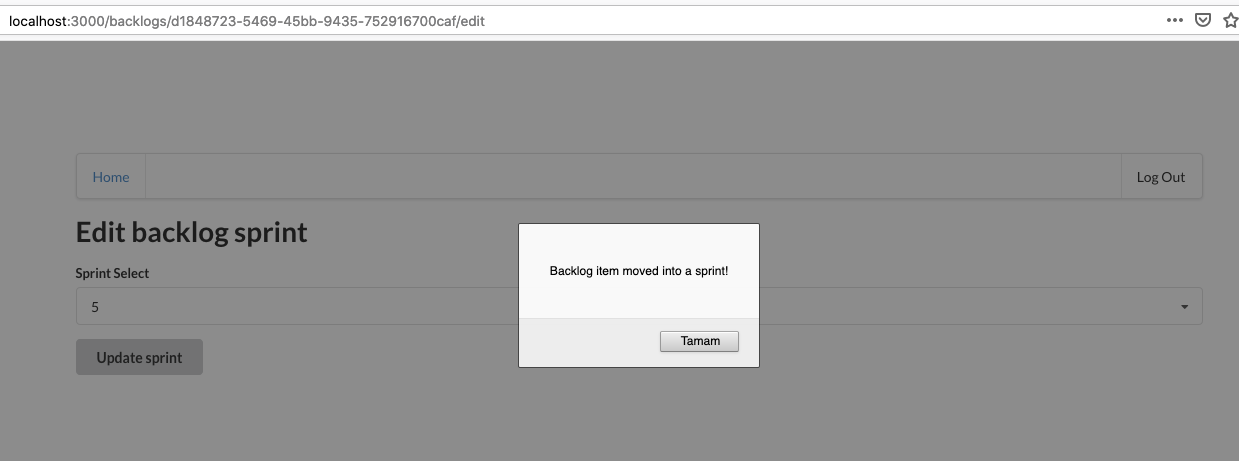 localhost:3000/backlogs/d1848723-5469-45bb-9435-752916700caf/edit
Home
Log Out
Edit backlog sprint
Sprint Select
5
Update sprint
Backlog item moved into a sprint!
Tamam